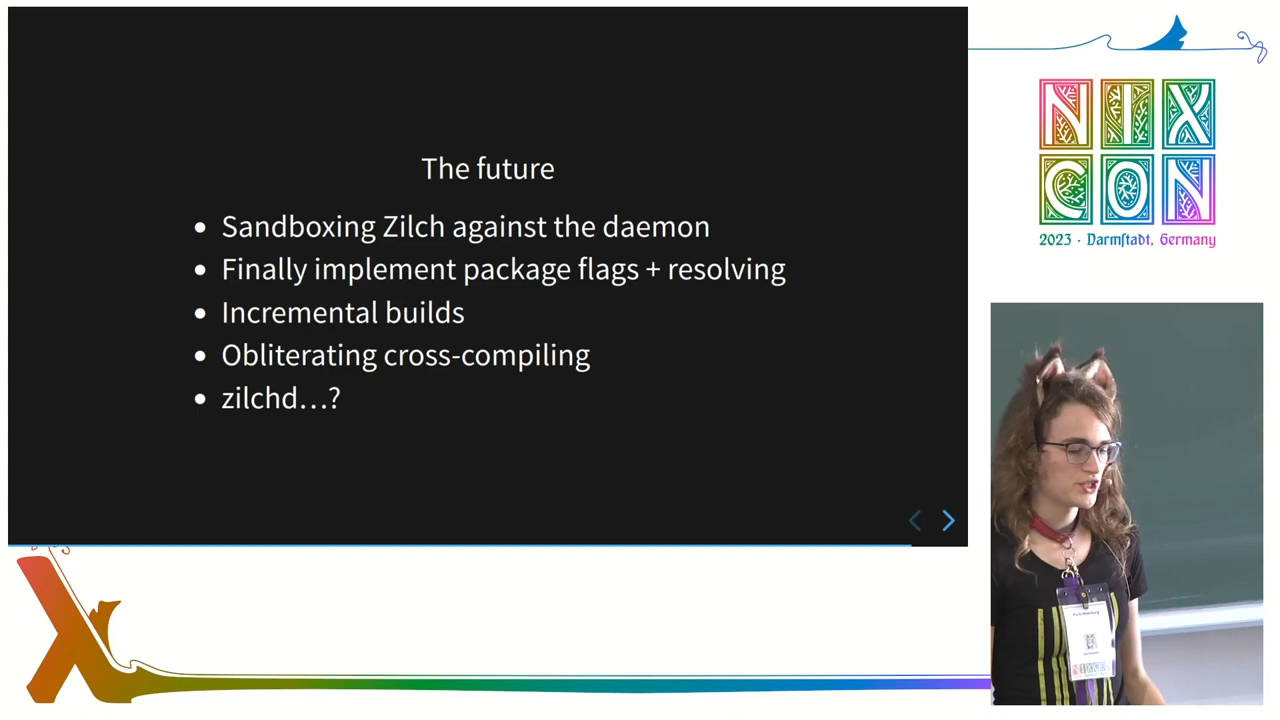 The future
• Sandboxing Zilch against the daemon
• Finally implement package flags + resolving
• Incremental builds
• Obliterating cross-compiling
• zilchd…?
NIX
CON
2023 · Darmſtadt, Germany
NIXCON